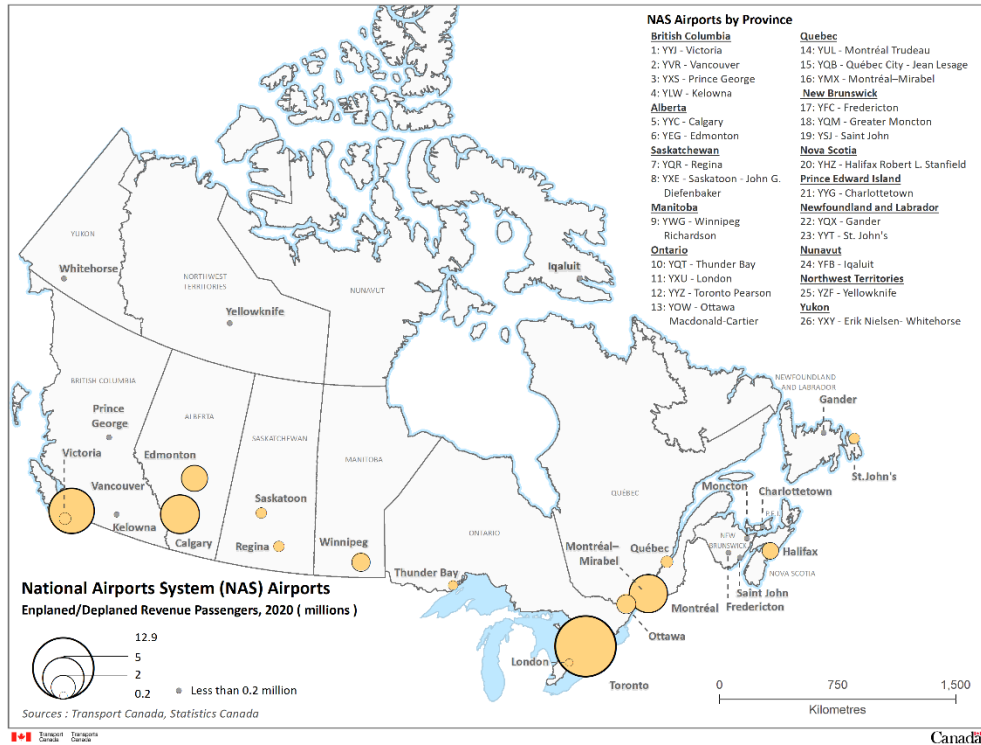 NAS Airports by Province
British Columbia
1: YYJ - Victoria
2: YVR - Vancouver
3: YXS - Prince George
4: YLW - Kelowna
Alberta
5: YYC - Calgary
6: YEG - Edmonton
Saskatchewan
7: YQR - Regina
8: YXE - Saskatoon - John G.
Diefenbaker
Manitoba
9: YWG - Winnipeg
Richardson
Ontario
10: YQT - Thunder Bay
11: YXU - London
12: YYZ - Toronto Pearson
13: YOW - Ottawa
Macdonald-Cartier
Quebec
14: YUL - Montréal Trudeau
15: YQB - Québec City - Jean Lesage
16: YMX - Montréal–Mirabel
New Brunswick
17: YFC - Fredericton
18: YQM - Greater Moncton
19: YSJ - Saint John
Nova Scotia
20: YHZ - Halifax Robert L. Stanfield
Prince Edward Island
21: YYG - Charlottetown
Newfoundland and Labrador
22: YQX - Gander
23: YYT - St. John's
Nunavut
24: YFB - Iqaluit
Northwest Territories
25: YZF - Yellowknife
Yukon
26: YXY - Erik Nielsen- Whitehorse
YUKON
Whitehorse
NORTHWEST
TERRITORIES
Yellowknife
NUNAVUT
Iqaluit
BRITISH COLUMBIA
Prince
George
Victoria
Vancouver
Kelowna
ALBERTA
Edmonton
Calgary
SASKATCHEWAN
Saskatoon
Regina
MANITOBA
Winnipeg
ONTARIO
Thunder Bay
London
Toronto
Ottawa
QUÉBEC
Montréal–
Mirabel
Québec
Montréal
NEWFOUNDLAND
AND LABRADOR
Gander
St.John's
Moncton
Charlottetown
P.E.I.
NEW
BRUNSWICK
Halifax
NOVA SCOTIA
Saint John
Fredericton
National Airports System (NAS) Airports
Enplaned/Deplaned Revenue Passengers, 2020 ( millions )
12.9
5
2
0.2
Less than 0.2 million
Sources : Transport Canada, Statistics Canada
0 750 1,500
Kilometres
Transport Transports
Canada Canada
Canada